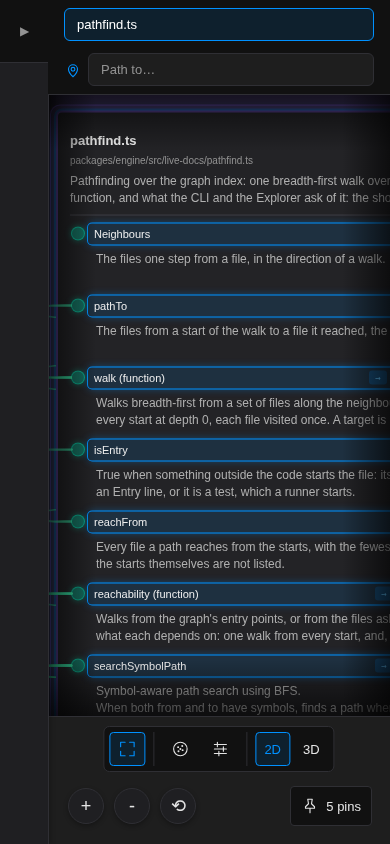 pathfind.ts
Path to…
pathfind.ts
packages/engine/src/live-docs/pathfind.ts
Pathfinding over the graph index: one breadth-first walk over
function, and what the CLI and the Explorer ask of it: the
Neighbours
The files one step from a file, in the direction of a walk.
pathTo
The files from a start of the walk to a file it reached, the
walk (function)
→
Walks breadth-first from a set of files along the
every start at depth 0, each file visited once. A target is
isEntry
True when something outside the code starts the file:
an Entry line, or it is a test, which a runner starts.
reachFrom
Every file a path reaches from the starts, with the
the starts themselves are not listed.
reachability (function)
→
Walks from the graph's entry points, or from the files
what each depends on: one walk from every start, and,
searchSymbolPath
→
Symbol-aware path search using BFS.
When both from and to have symbols, finds a path
2D
3D
+
-
⟲
5 pins